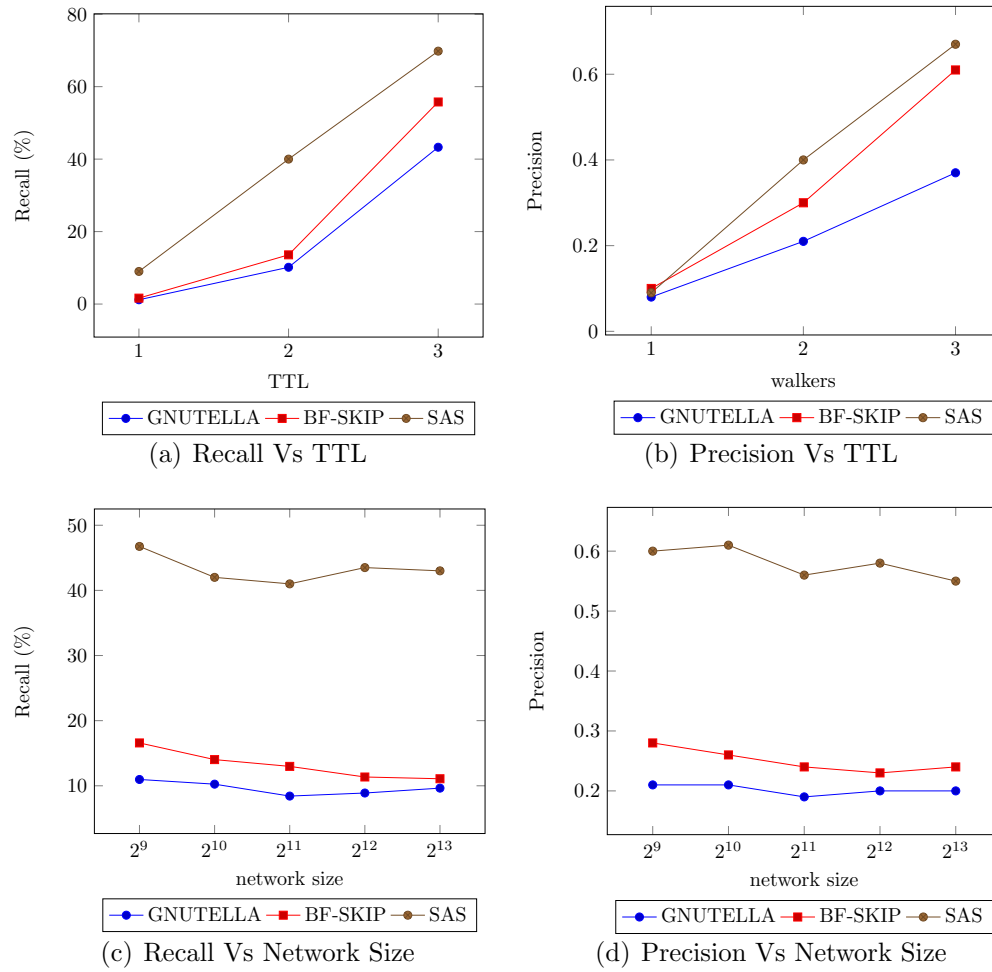 80
60
40
20
0
Recall (%)
1 2 3
TTL
GNUTELLA BF-SKIP SAS
(a) Recall Vs TTL
0.6
0.4
0.2
0
Precision
1 2 3
walkers
GNUTELLA BF-SKIP SAS
(b) Precision Vs TTL
50
40
30
20
10
Recall (%)
2^9 2^10 2^11 2^12 2^13
network size
GNUTELLA BF-SKIP SAS
(c) Recall Vs Network Size
0.6
0.5
0.4
0.3
0.2
Precision
2^9 2^10 2^11 2^12 2^13
network size
GNUTELLA BF-SKIP SAS
(d) Precision Vs Network Size